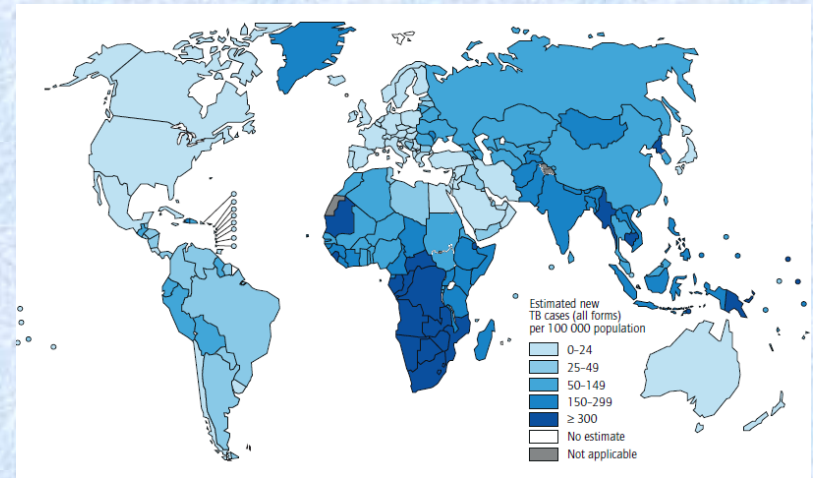 Estimated new
TB cases (all forms)
per 100 000 population
0–24
25–49
50–149
150–299
≥ 300
No estimate
Not applicable